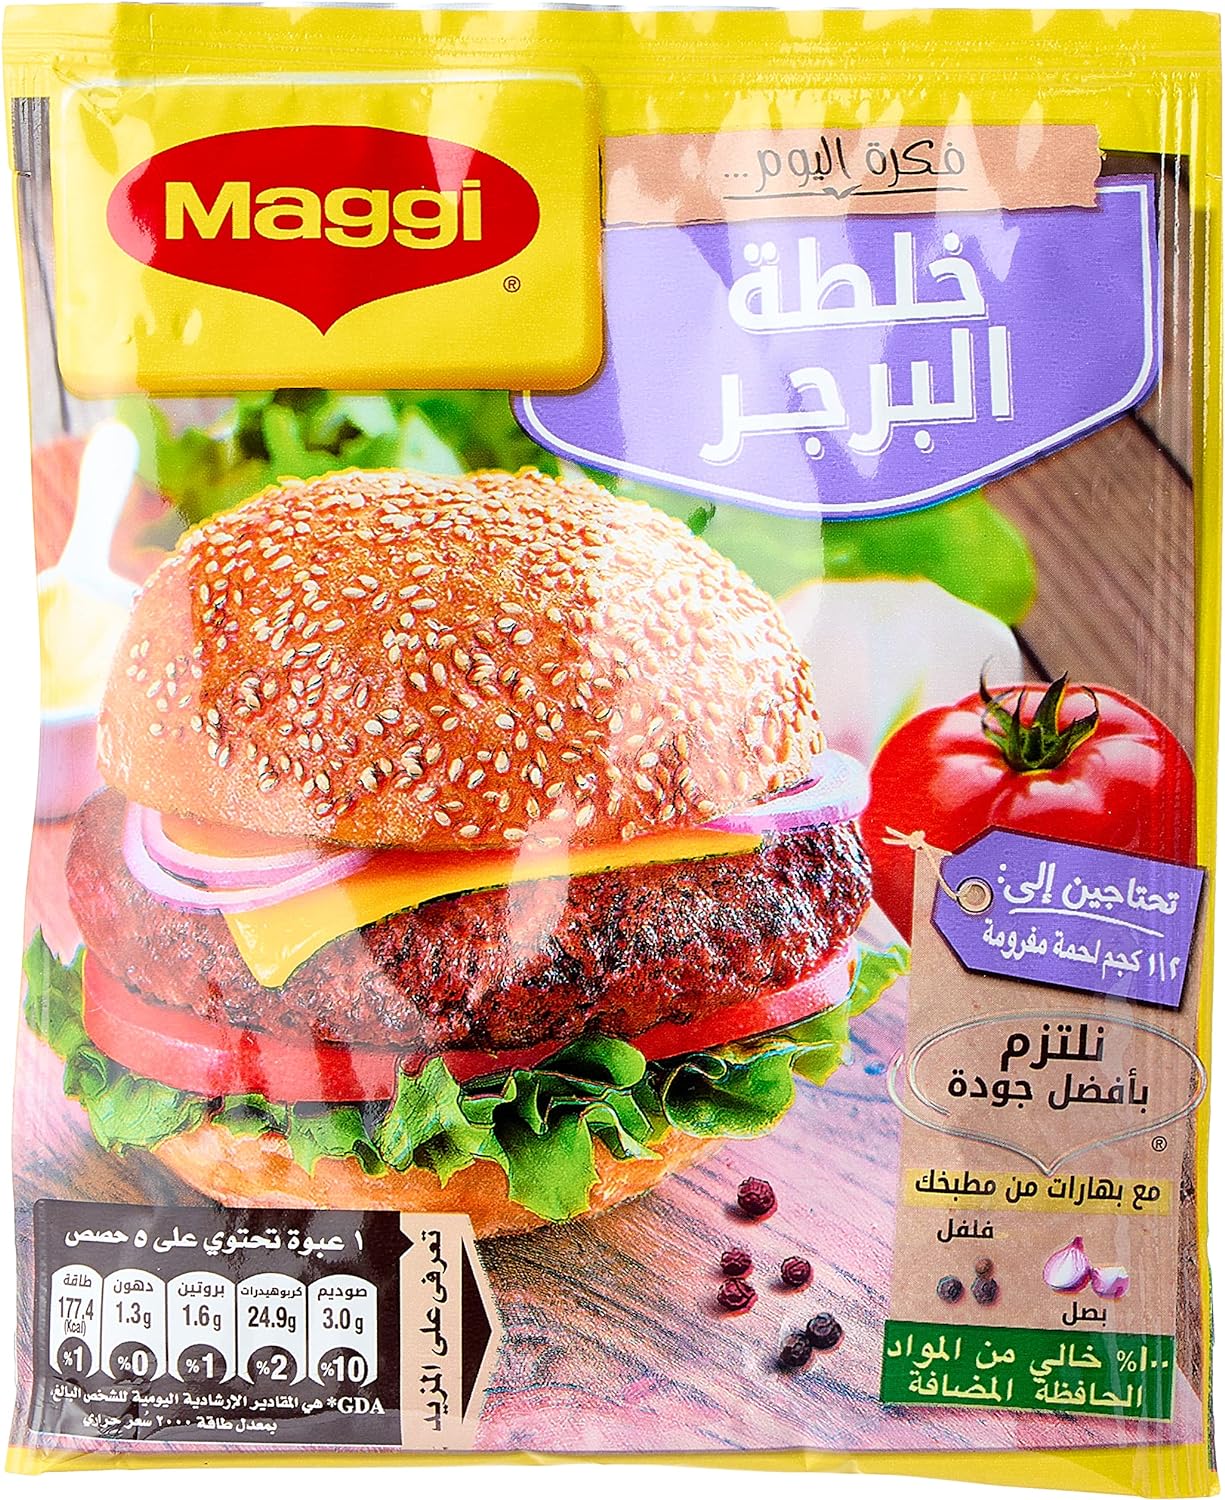 Maggi
®
فكرة اليوم...
خلطة
البرجر
تحتاجين إلى:
١/٢ كجم لحمة مفرومة
نلتزم
بأفضل جودة
®
مع بهارات من مطبخك
فلفل
بصل
١٠٠% خالي من المواد
الحافظة المضافة
١ عبوة تحتوي على ٥ حصص
طاقة دهون بروتين كربوهيدرات صوديم
177.4 1.3g 1.6g 24.9g 3.0g
(Kcal)
%1 %0 %1 %2 %10
GDA* هي المقادير الإرشادية اليومية للشخص البالغ،
بمعدل طاقة ٢٠٠٠ سعر حراري
تعرفي على المزيد